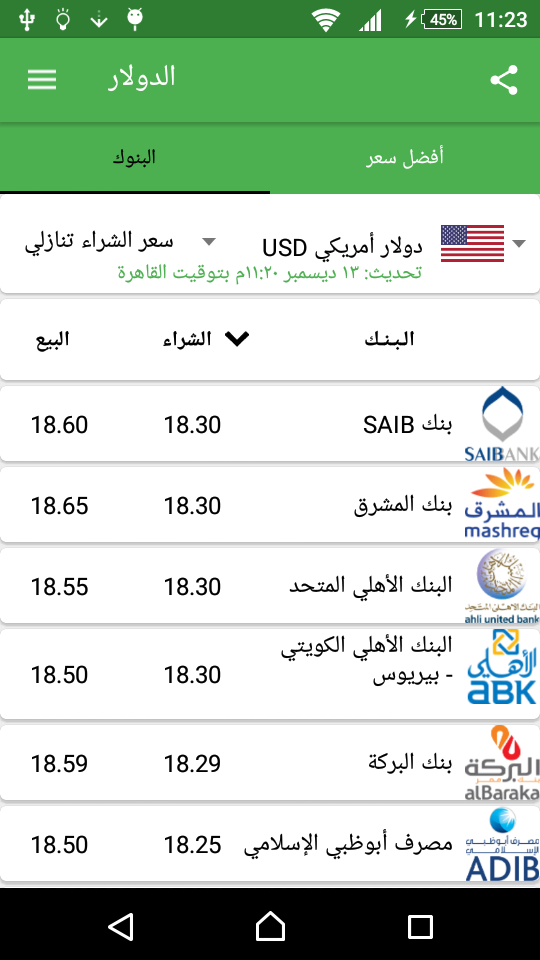 45% 11:23
الدولار
البنوك
أفضل سعر
دولار أمريكي USD
سعر الشراء تنازلي
تحديث: ١٣ ديسمبر ١١:٢٠م بتوقيت القاهرة
البنك الشراء البيع
بنك SAIB 18.30 18.60
SAIBANK
بنك المشرق 18.30 18.65
المشرق
mashreq
البنك الأهلي المتحد 18.30 18.55
البنك الأهلي المتحد
ahli united bank
البنك الأهلي الكويتي
- بيريوس 18.30 18.50
الأهلي
ABK
بنك البركة 18.29 18.59
البركة
بنك مصر
alBaraka
مصرف أبوظبي الإسلامي 18.25 18.50
مصرف أبوظبي
الإسلامي
ADIB